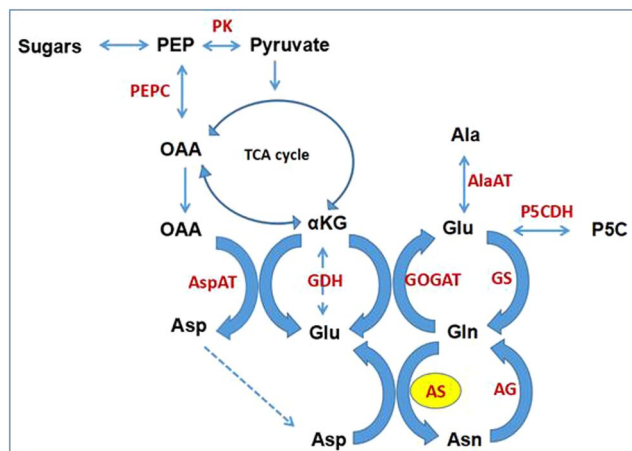 PK
Sugars PEP Pyruvate
PEPC
Ala
OAA TCA cycle
AlaAT
P5CDH
OAA αKG Glu P5C
AspAT GDH GOGAT GS
Asp Glu Gln
AS AG
Asp Asn